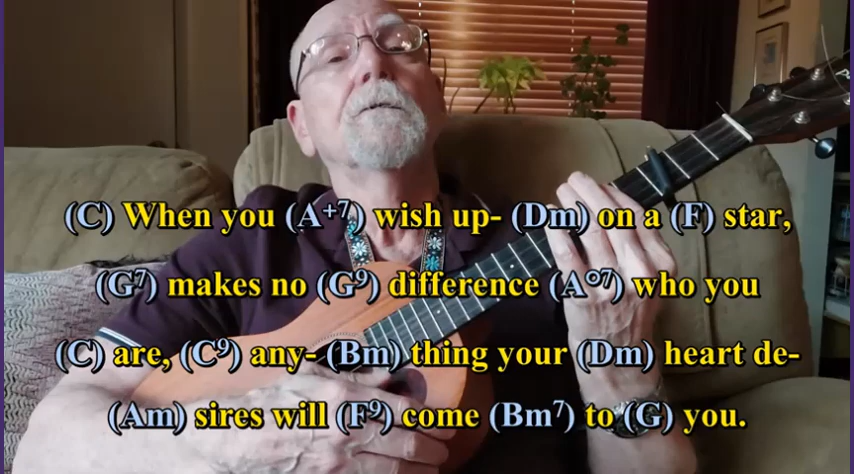 (C) When you (A⁺⁷) wish up- (Dm) on a (F) star,
(G⁷) makes no (G⁹) difference (A°⁷) who you
(C) are, (C⁹) any- (Bm) thing your (Dm) heart de-
(Am) sires will (F⁹) come (Bm⁷) to (G) you.